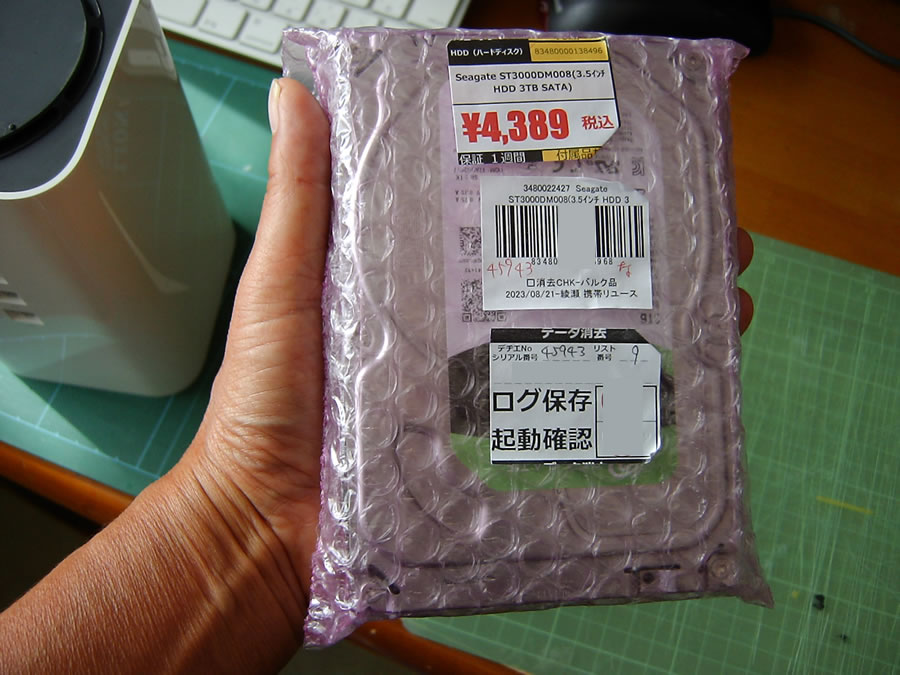 HDD (ハードディスク) 83480000138496
Seagate ST3000DM008(3.5インチ
HDD 3TB SATA)
¥4,389 税込
保証 1週間 付属品
3480022427 Seagate
ST3000DM008(3.5インチ HDD 3
83480 968
45943
口消去CHK-バルク品
2023/08/21-綾瀬 携帯リユース
データ消去
デチエNo
シリアル番号 45943 リスト番号 9
ログ保存
起動確認